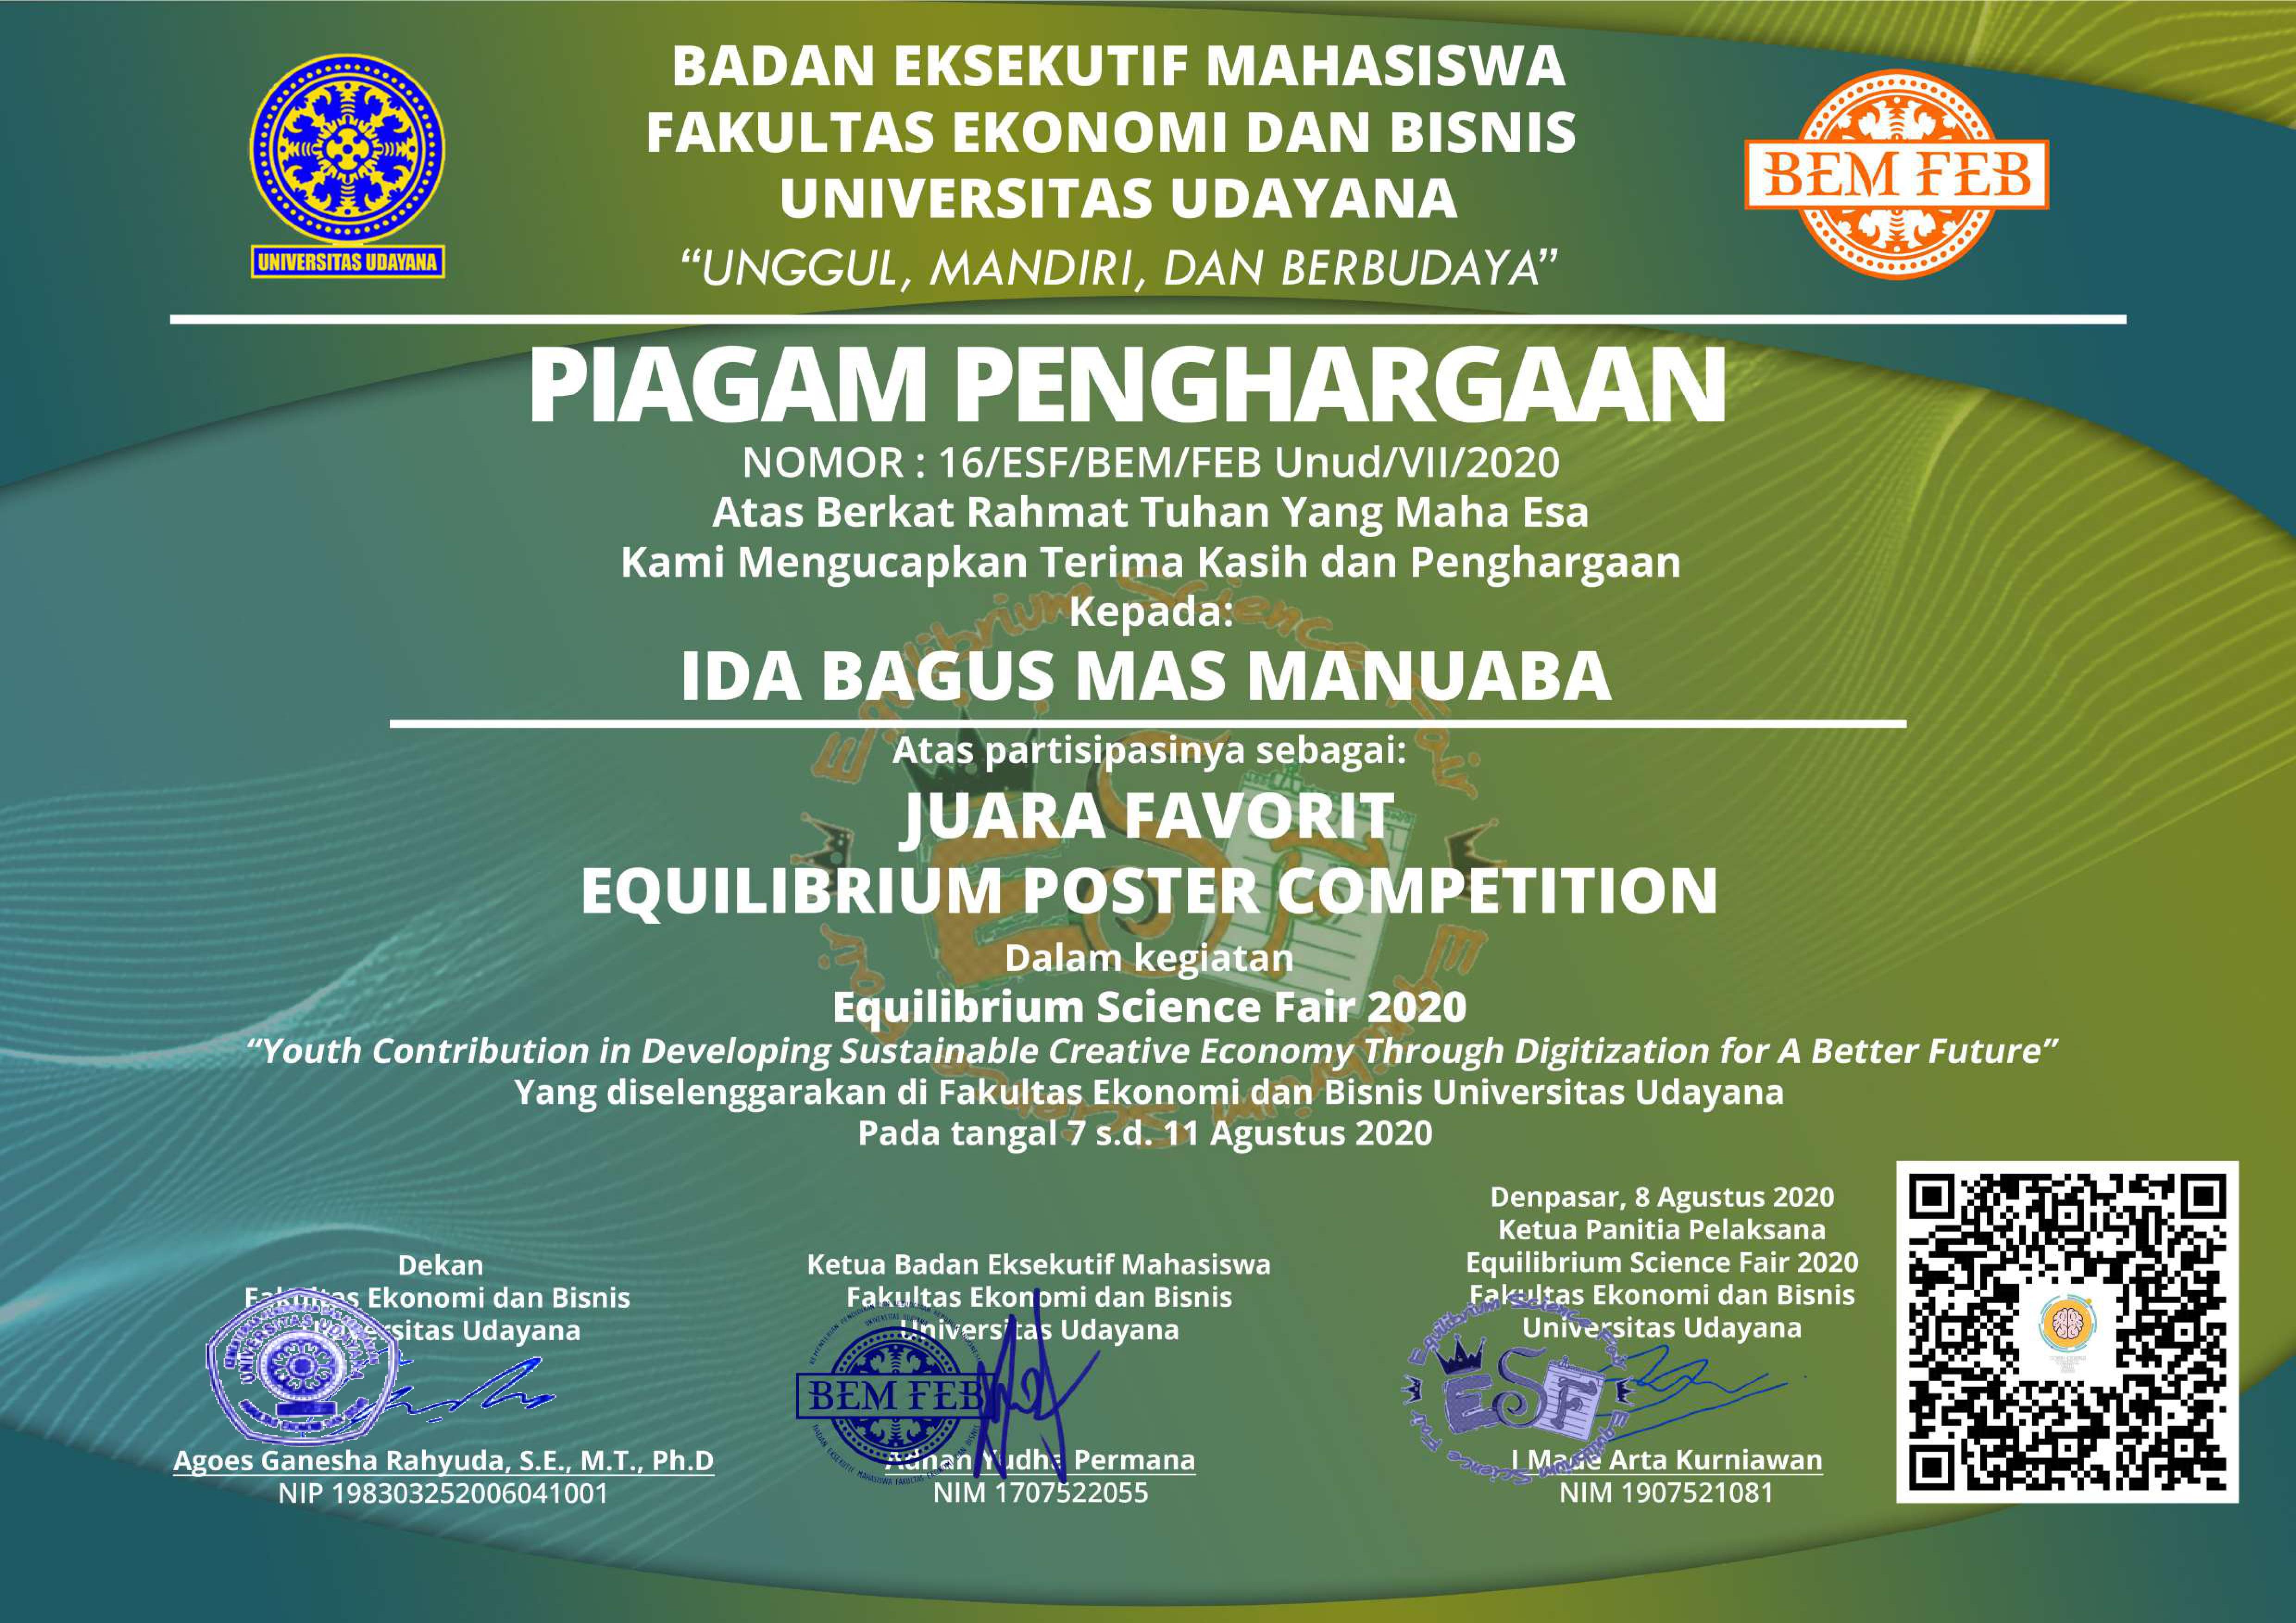 BADAN EKSEKUTIF MAHASISWA
FAKULTAS EKONOMI DAN BISNIS
UNIVERSITAS UDAYANA
“UNGGUL, MANDIRI, DAN BERBUDAYA”
UNIVERSITAS UDAYANA
BEM FEB
PIAGAM PENGHARGAAN
NOMOR : 16/ESF/BEM/FEB Unud/VII/2020
Atas Berkat Rahmat Tuhan Yang Maha Esa
Kami Mengucapkan Terima Kasih dan Penghargaan
Kepada:
IDA BAGUS MAS MANUABA
Atas partisipasinya sebagai:
JUARA FAVORIT
EQUILIBRIUM POSTER COMPETITION
Dalam kegiatan
Equilibrium Science Fair 2020
“Youth Contribution in Developing Sustainable Creative Economy Through Digitization for A Better Future”
Yang diselenggarakan di Fakultas Ekonomi dan Bisnis Universitas Udayana
Pada tangal 7 s.d. 11 Agustus 2020
Dekan
Fakultas Ekonomi dan Bisnis
Universitas Udayana
Agoes Ganesha Rahyuda, S.E., M.T., Ph.D
NIP 198303252006041001
Ketua Badan Eksekutif Mahasiswa
Fakultas Ekonomi dan Bisnis
Universitas Udayana
BEM FEB
Adnan Yudha Permana
NIM 1707522055
Denpasar, 8 Agustus 2020
Ketua Panitia Pelaksana
Equilibrium Science Fair 2020
Fakultas Ekonomi dan Bisnis
Universitas Udayana
Equilibrium Science Fair
ESF
I Made Arta Kurniawan
NIM 1907521081